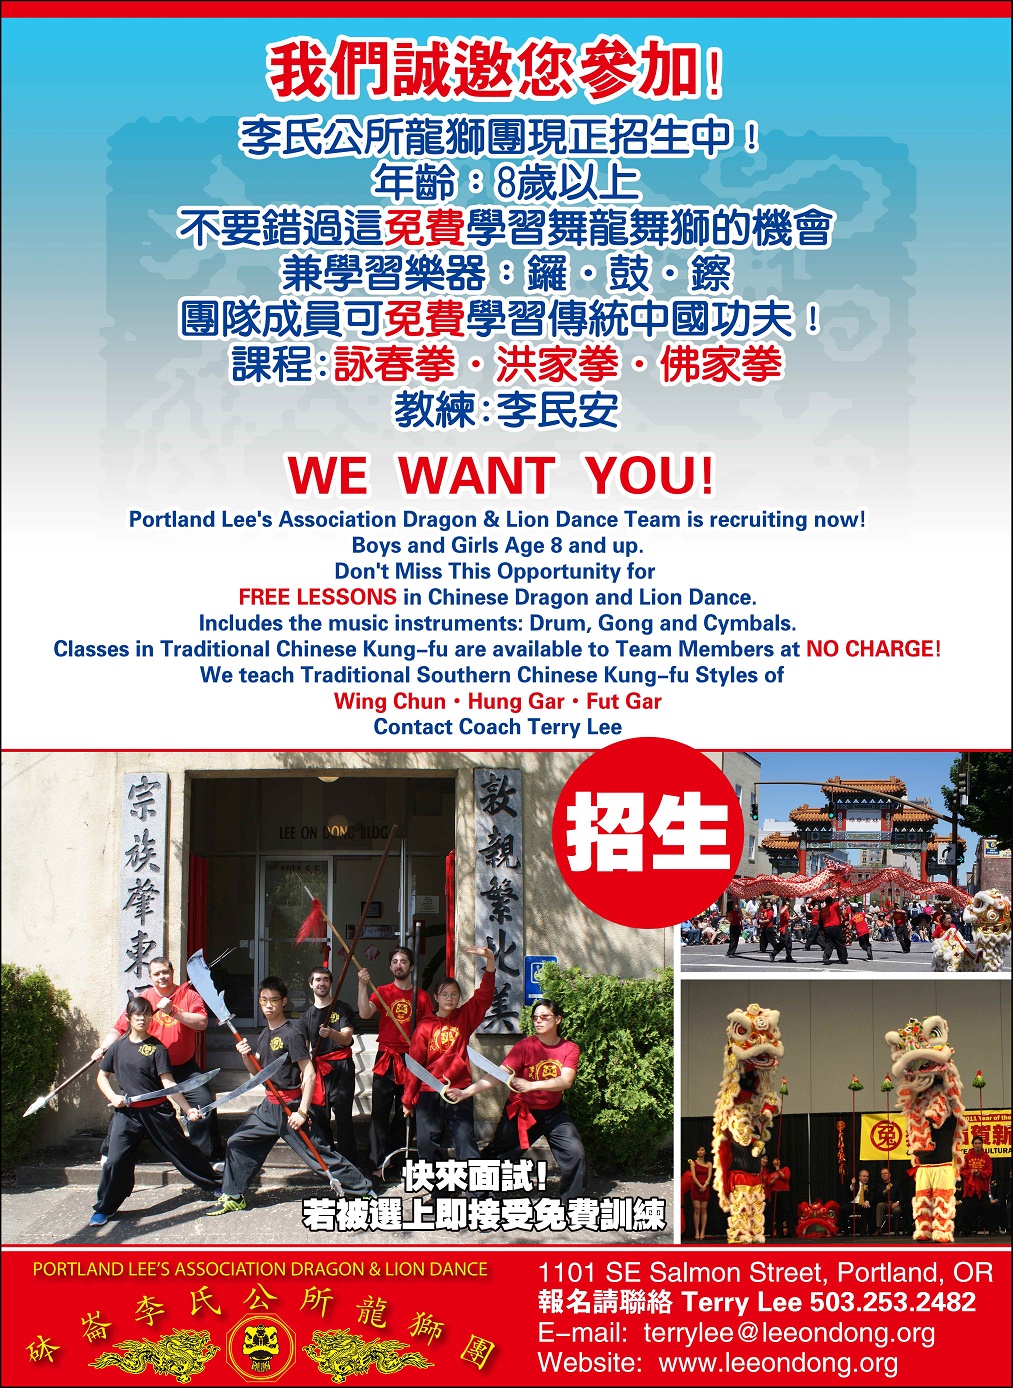 我們誠邀您參加!
李氏公所龍獅團現正招生中！
年齡：8歲以上
不要錯過這免費學習舞龍舞獅的機會
兼學習樂器：鑼・鼓・鑔
團隊成員可免費學習傳統中國功夫！
課程:詠春拳・洪家拳・佛家拳
教練:李民安
WE WANT YOU!
Portland Lee's Association Dragon & Lion Dance Team is recruiting now!
Boys and Girls Age 8 and up.
Don't Miss This Opportunity for
FREE LESSONS in Chinese Dragon and Lion Dance.
Includes the music instruments: Drum, Gong and Cymbals.
Classes in Traditional Chinese Kung-fu are available to Team Members at NO CHARGE!
We teach Traditional Southern Chinese Kung-fu Styles of
Wing Chun • Hung Gar • Fut Gar
Contact Coach Terry Lee
招生
LEE ON DONG BLDG
敦親繁北美
宗族肇東
2011 Year of the
賀新
CULTURA
快來面試!
若被選上即接受免費訓練
PORTLAND LEE'S ASSOCIATION DRAGON & LION DANCE
砵崙李氏公所龍獅團
1101 SE Salmon Street, Portland, OR
報名請聯絡 Terry Lee 503.253.2482
E-mail: terrylee@leeondong.org
Website: www.leeondong.org